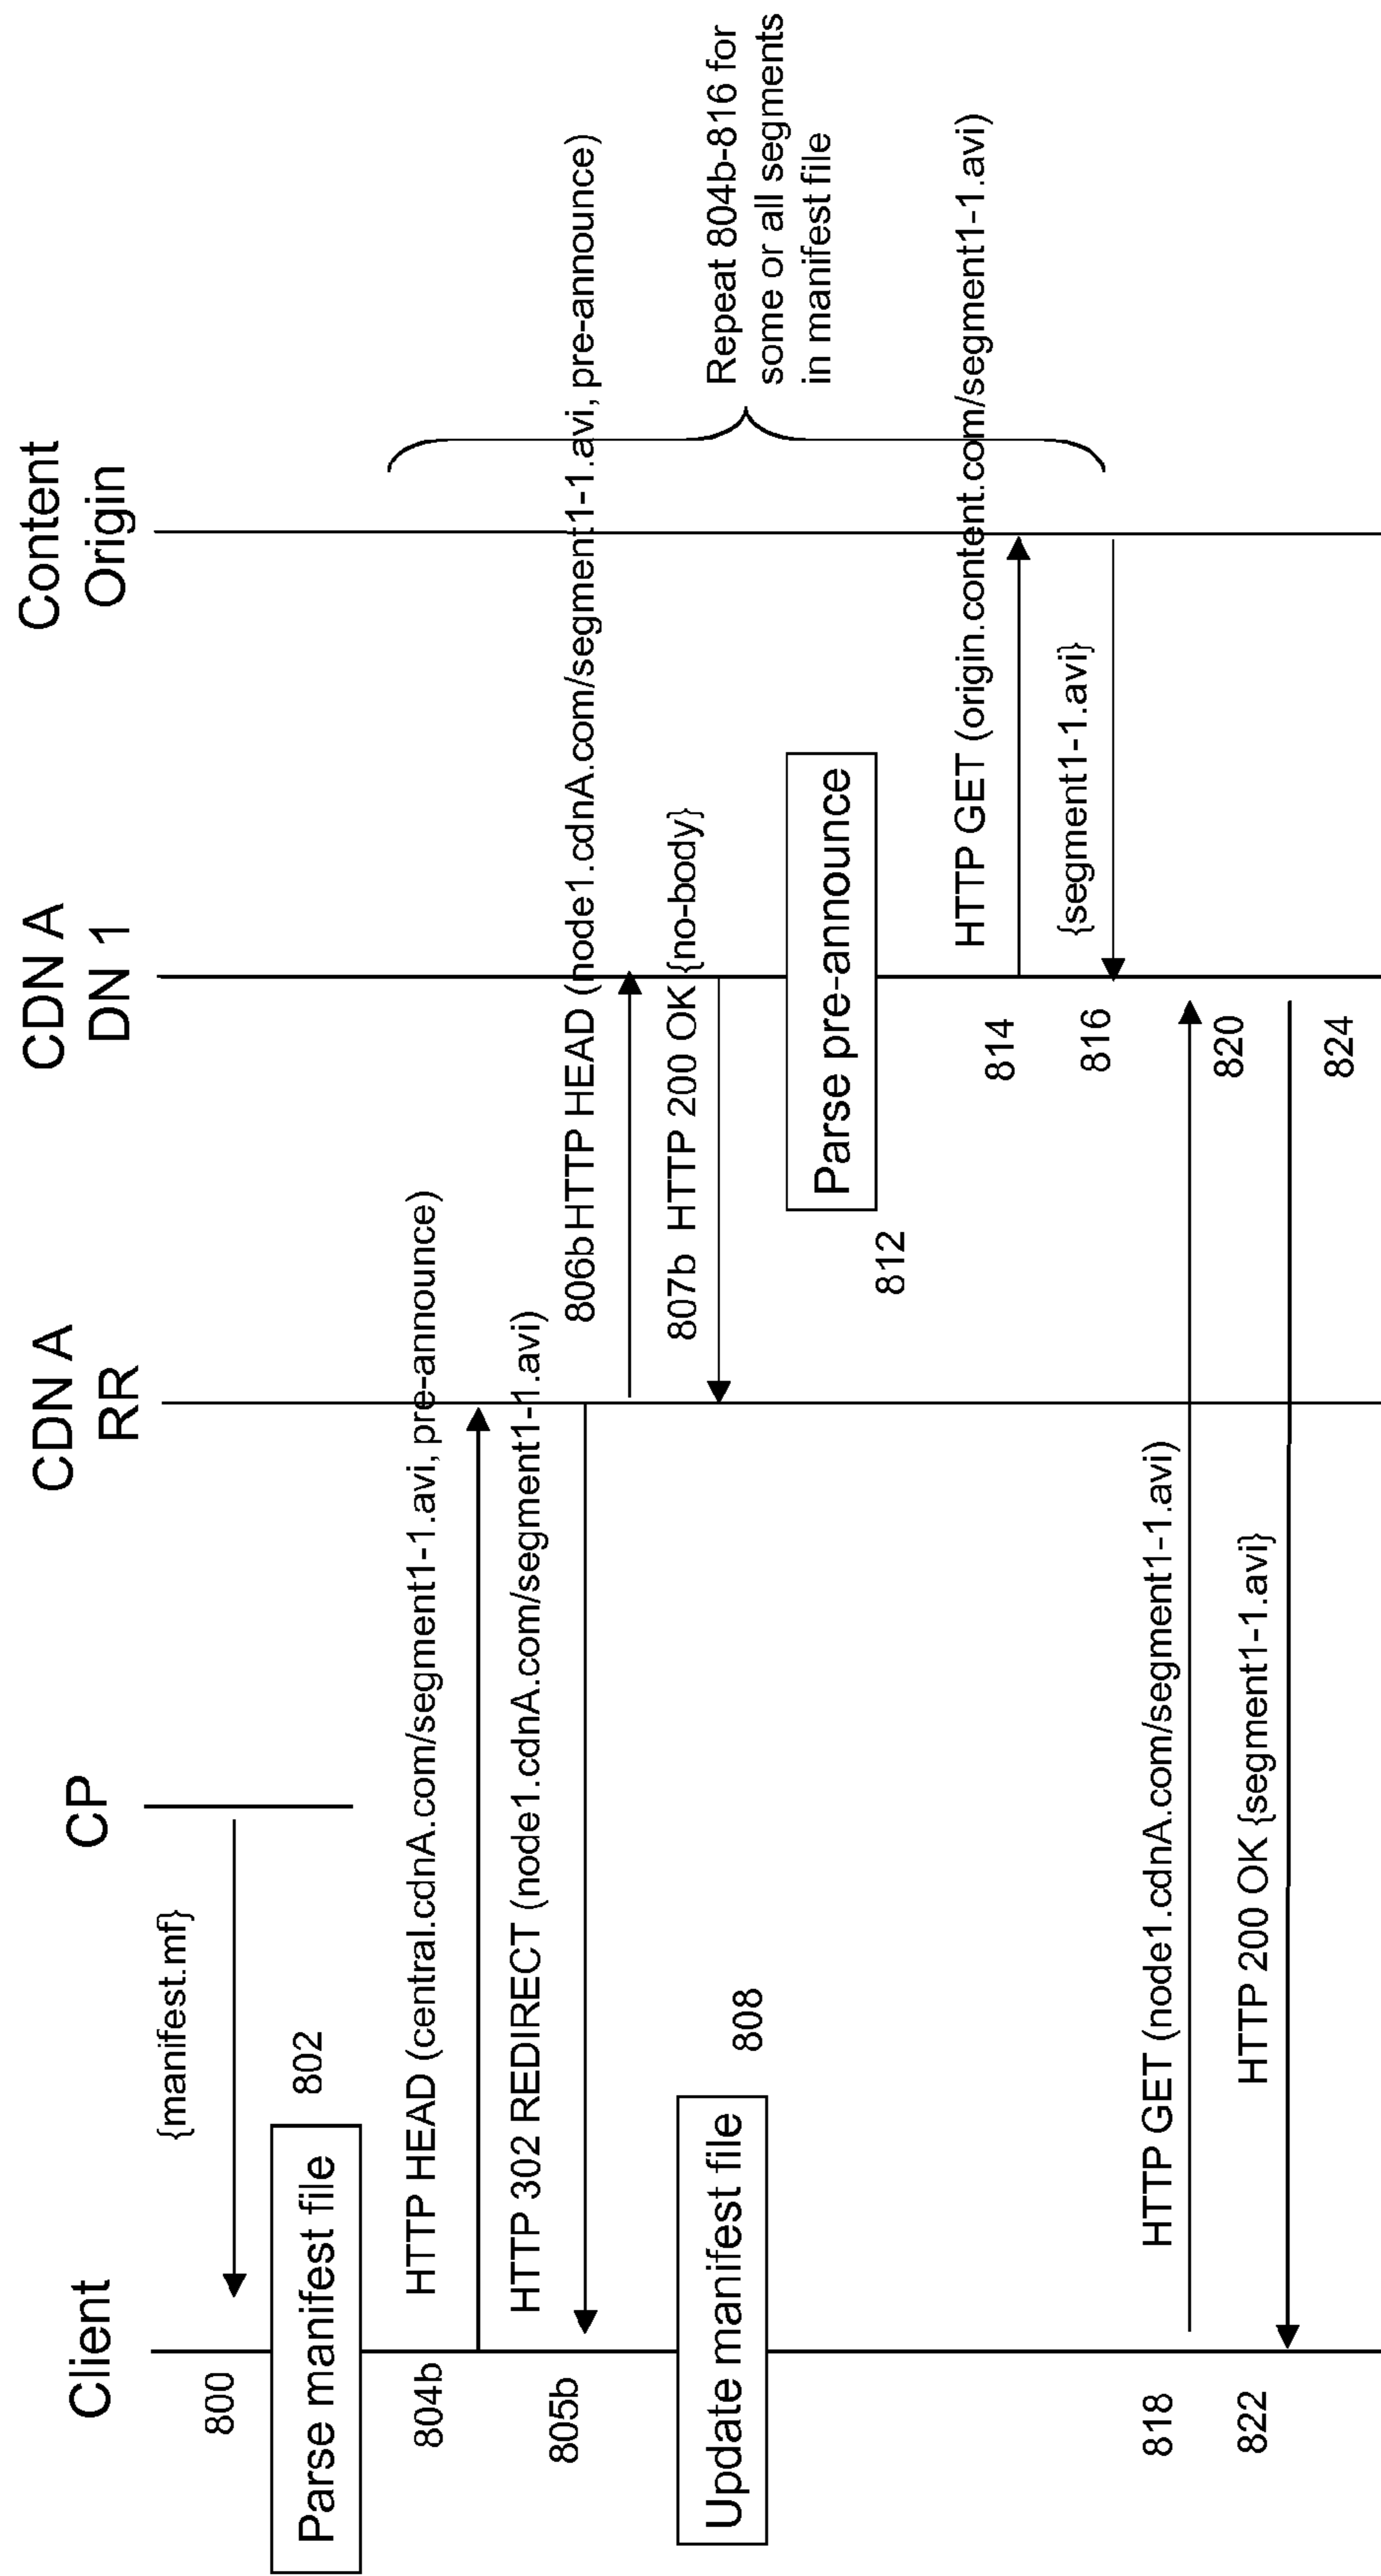 Client
CP
CDN A
RR
CDN A
DN 1
Content
Origin
{manifest.mf}
800
Parse manifest file
802
804b
HTTP HEAD (central.cdnA.com/segment1-1.avi, pre-announce)
805b
HTTP 302 REDIRECT (node1.cdnA.com/segment1-1.avi)
806b HTTP HEAD (node1.cdnA.com/segment1-1.avi, pre-announce)
807b HTTP 200 OK {no-body}
Update manifest file
808
Repeat 804b-816 for
some or all segments
in manifest file
Parse pre-announce
812
HTTP GET (origin.content.com/segment1-1.avi)
814
{segment1-1.avi}
816
818
HTTP GET (node1.cdnA.com/segment1-1.avi)
820
822
HTTP 200 OK {segment1-1.avi}
824